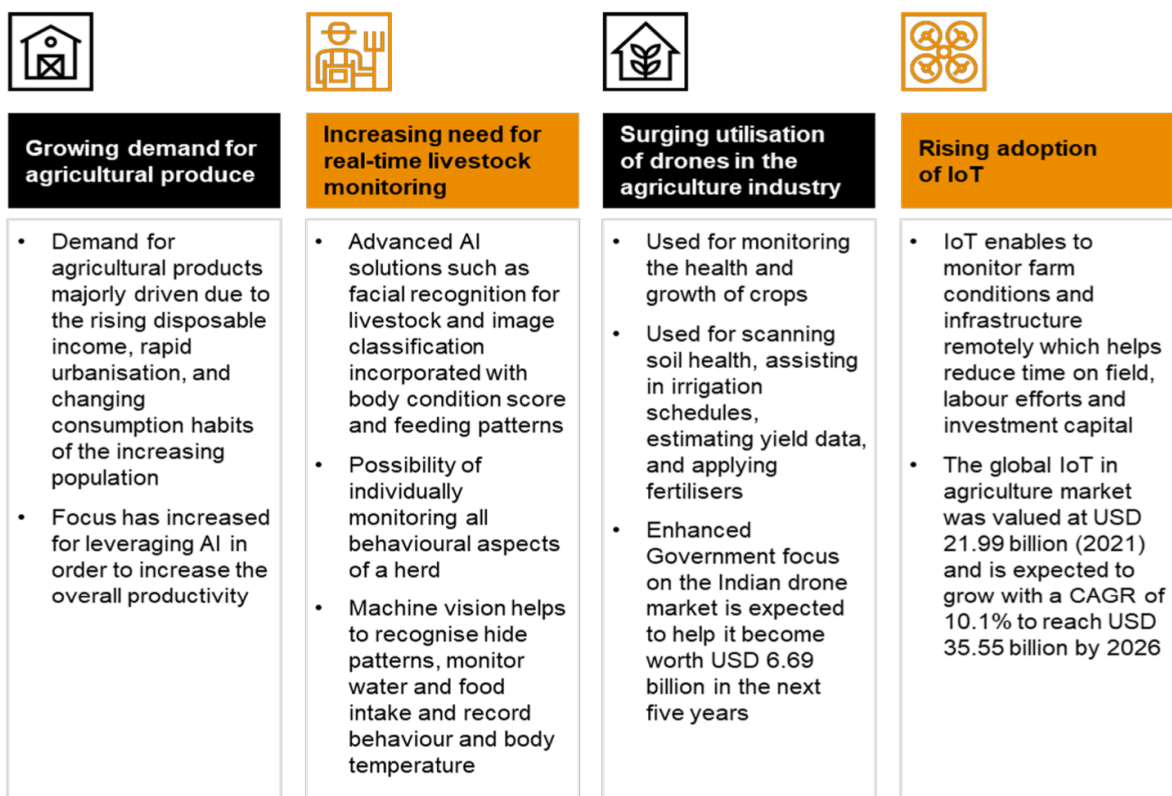 Growing demand for
agricultural produce
• Demand for
agricultural products
majorly driven due to
the rising disposable
income, rapid
urbanisation, and
changing
consumption habits
of the increasing
population
• Focus has increased
for leveraging AI in
order to increase the
overall productivity
Increasing need for
real-time livestock
monitoring
• Advanced AI
solutions such as
facial recognition for
livestock and image
classification
incorporated with
body condition score
and feeding patterns
• Possibility of
individually
monitoring all
behavioural aspects
of a herd
• Machine vision helps
to recognise hide
patterns, monitor
water and food
intake and record
behaviour and body
temperature
Surging utilisation
of drones in the
agriculture industry
• Used for monitoring
the health and
growth of crops
• Used for scanning
soil health, assisting
in irrigation
schedules,
estimating yield data,
and applying
fertilisers
• Enhanced
Government focus
on the Indian drone
market is expected
to help it become
worth USD 6.69
billion in the next
five years
Rising adoption
of IoT
• IoT enables to
monitor farm
conditions and
infrastructure
remotely which helps
reduce time on field,
labour efforts and
investment capital
• The global IoT in
agriculture market
was valued at USD
21.99 billion (2021)
and is expected to
grow with a CAGR of
10.1% to reach USD
35.55 billion by 2026